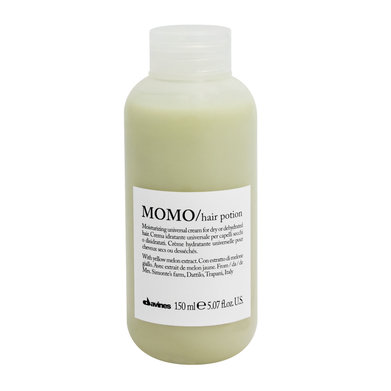 MOMO/hair potion
Moisturizing universal cream for dry or dehydrated
hair. Crema idratante universale per capelli secchi
o disidratati. Crème hydratante universelle pour
cheveux secs ou desséchés.
With yellow melon extract. Con estratto di melone
giallo. Avec extrait de melon jaune. From / da / de
Mrs. Simonte's farm, Dattilo, Trapani, Italy
davines 150 ml ℮ 5.07 fl.oz. US.